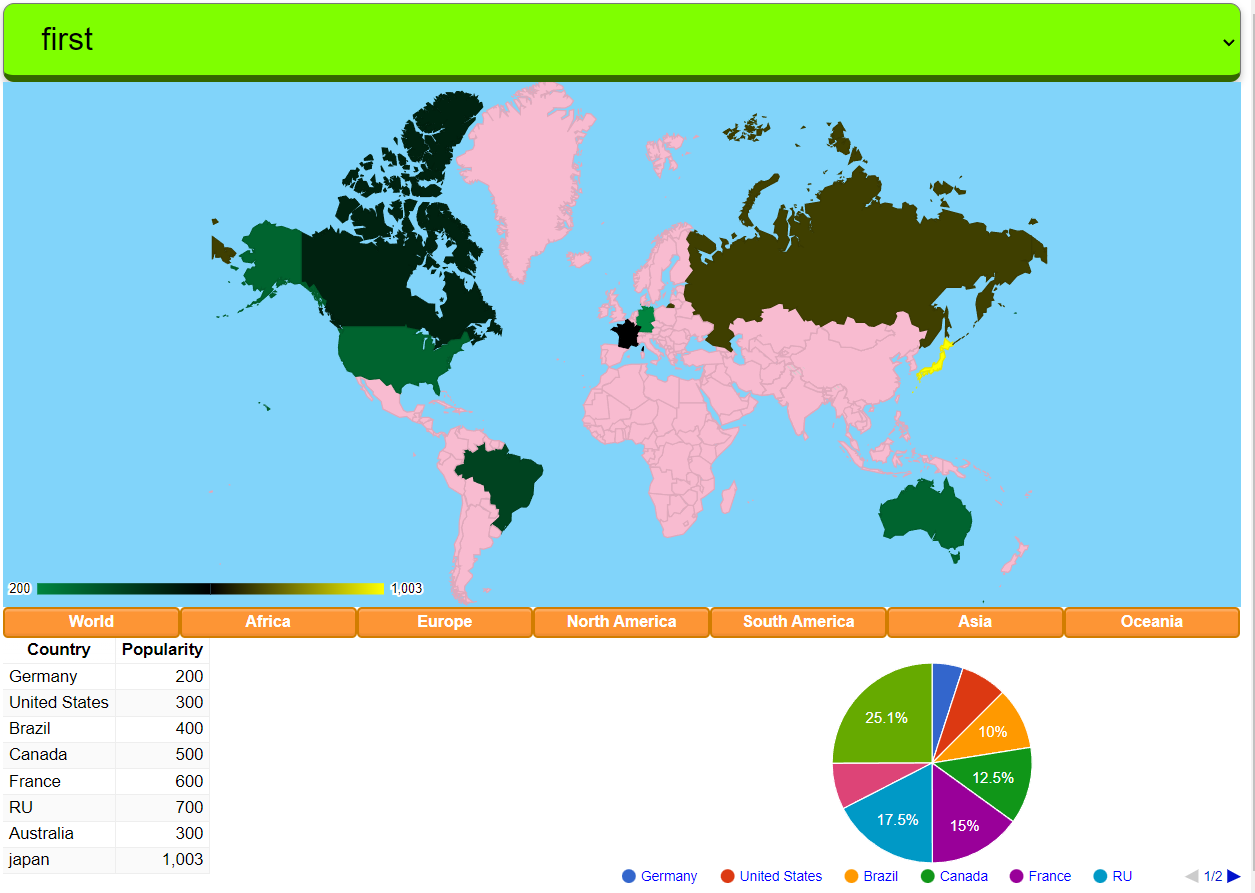 first
200 1,003
World Africa Europe North America South America Asia Oceania
Country Popularity
Germany 200
United States 300
Brazil 400
Canada 500
France 600
RU 700
Australia 300
japan 1,003
25.1%
10%
12.5%
17.5%
15%
Germany United States Brazil Canada France RU 1/2